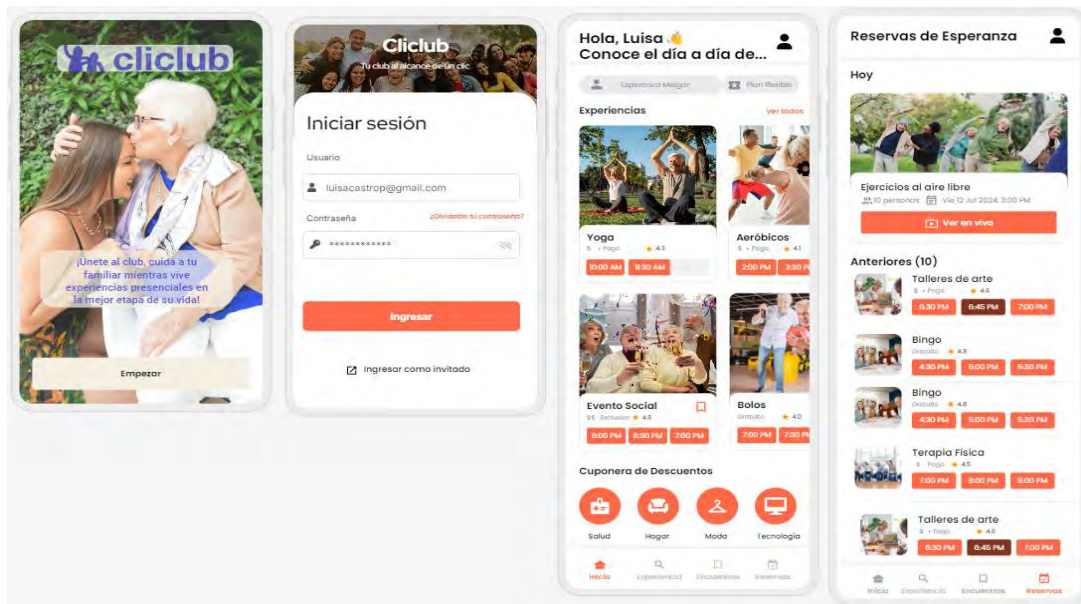 cliclub
¡Únete al club, cuida a tu
familiar mientras vive
experiencias presenciales en
la mejor etapa de su vida!
Empezar
Cliclub
Tu club al alcance de un clic
Iniciar sesión
Usuario
luisacastrop@gmail.com
Contraseña
¿Olvidaste tu contraseña?
************
Ingresar
Ingresar como invitado
Hola, Luisa 👋
Conoce el día a día de...
Esperanza Melgar
Plan Flexible
Experiencias
Ver todos
Yoga
$ • Pago ★ 4.3
10:00 AM 11:30 AM
Aeróbicos
$ • Pago ★ 4.1
2:00 PM 3:30 P
Evento Social
$$ Exclusivo ★ 4.8
6:00 PM 6:30 PM 7:00 PM
Bolos
Gratuito ★ 4.0
7:00 PM 7:30 P
Cuponera de Descuentos
Salud
Hogar
Moda
Tecnología
Inicio
Experiencia
Encuentros
Reservas
Reservas de Esperanza
Hoy
Ejercicios al aire libre
10 personas Vie 12 Jul 2024, 3:00 PM
Ver en vivo
Anteriores (10)
Talleres de arte
$ • Pago ★ 4.6
6:30 PM 6:45 PM 7:00 PM
Bingo
Gratuito ★ 4.8
4:30 PM 5:00 PM 5:30 PM
Bingo
Gratuito ★ 4.8
4:30 PM 5:00 PM 5:30 PM
Terapia Física
$ • Pago ★ 4.5
7:00 PM 8:00 PM 9:00 PM
Talleres de arte
$ • Pago ★ 4.6
6:30 PM 6:45 PM 7:00 PM
Inicio
Experiencia
Encuentros
Reservas